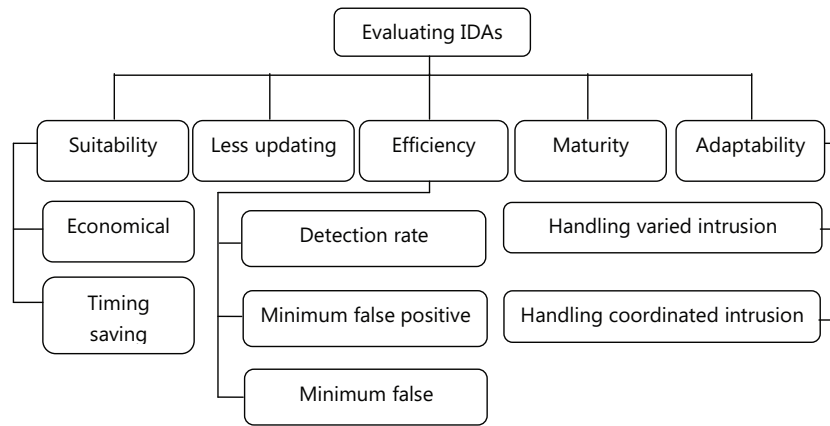 Evaluating IDAs
Suitability
Less updating
Efficiency
Maturity
Adaptability
Economical
Timing
saving
Detection rate
Minimum false positive
Minimum false
Handling varied intrusion
Handling coordinated intrusion